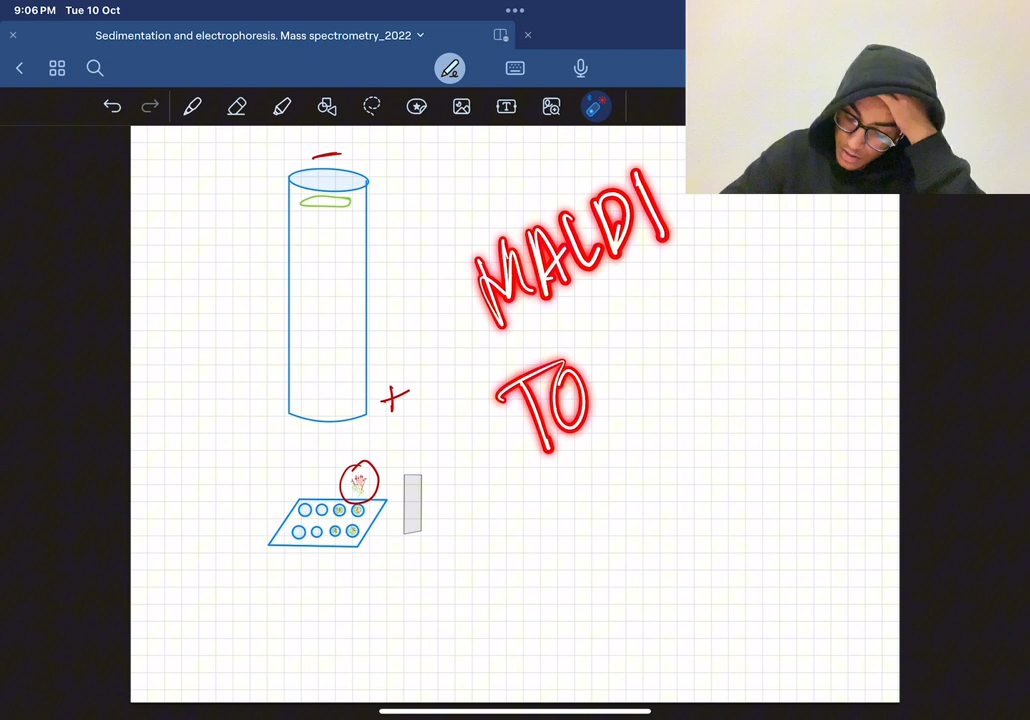 9:06 PM Tue 10 Oct
Sedimentation and electrophoresis. Mass spectrometry_2022
T
MALDI
TO